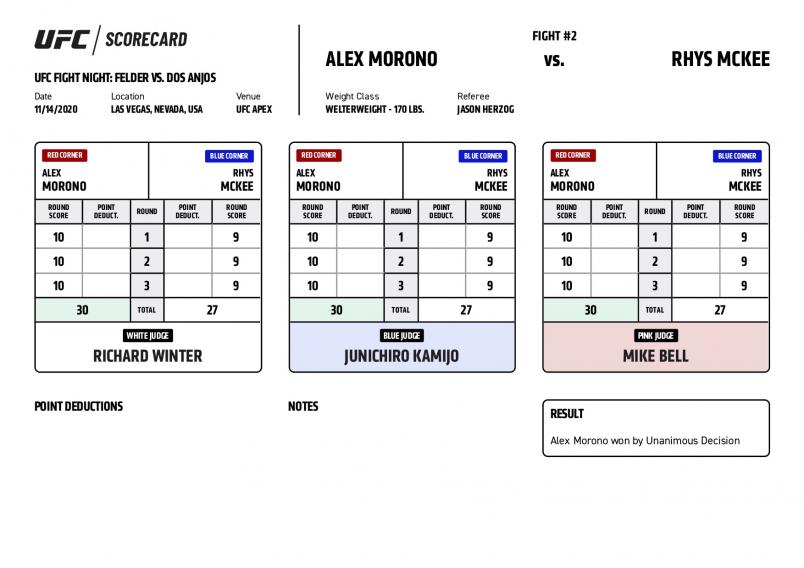 UFC SCORECARD
UFC FIGHT NIGHT: FELDER VS. DOS ANJOS
Date Location Venue
11/14/2020 LAS VEGAS, NEVADA, USA UFC APEX
FIGHT #2
ALEX MORONO vs. RHYS MCKEE
Weight Class Referee
WELTERWEIGHT - 170 LBS. JASON HERZOG
RED CORNER BLUE CORNER
ALEX RHYS
MORONO MCKEE
ROUND SCORE POINT DEDUCT. ROUND POINT DEDUCT. ROUND SCORE
10 1 9
10 2 9
10 3 9
30 TOTAL 27
WHITE JUDGE
RICHARD WINTER
RED CORNER BLUE CORNER
ALEX RHYS
MORONO MCKEE
ROUND SCORE POINT DEDUCT. ROUND POINT DEDUCT. ROUND SCORE
10 1 9
10 2 9
10 3 9
30 TOTAL 27
BLUE JUDGE
JUNICHIRO KAMIJO
RED CORNER BLUE CORNER
ALEX RHYS
MORONO MCKEE
ROUND SCORE POINT DEDUCT. ROUND POINT DEDUCT. ROUND SCORE
10 1 9
10 2 9
10 3 9
30 TOTAL 27
PINK JUDGE
MIKE BELL
POINT DEDUCTIONS
NOTES
RESULT
Alex Morono won by Unanimous Decision